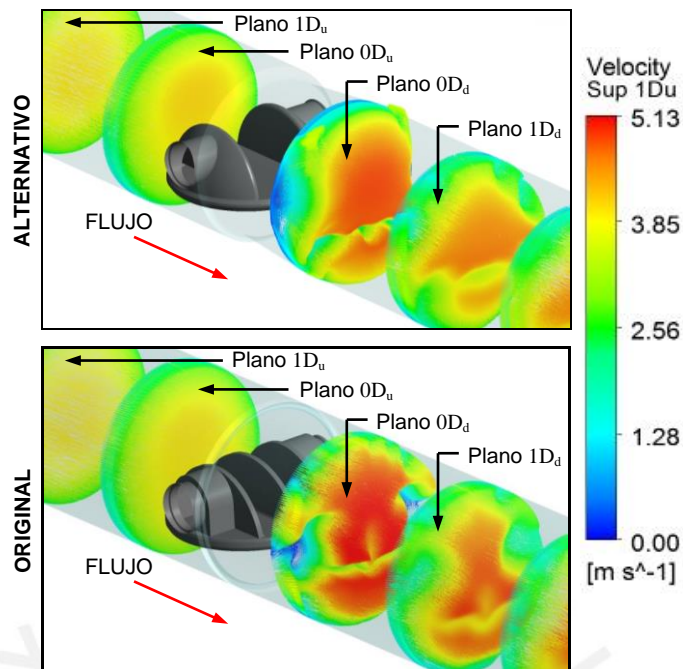 ALTERNATIVO
Plano 1Du
Plano 0Du
Plano 0Dd
Plano 1Dd
FLUJO
ORIGINAL
Plano 1Du
Plano 0Du
Plano 0Dd
Plano 1Dd
FLUJO
Velocity
Sup 1Du
5.13
3.85
2.56
1.28
0.00
[m s^-1]